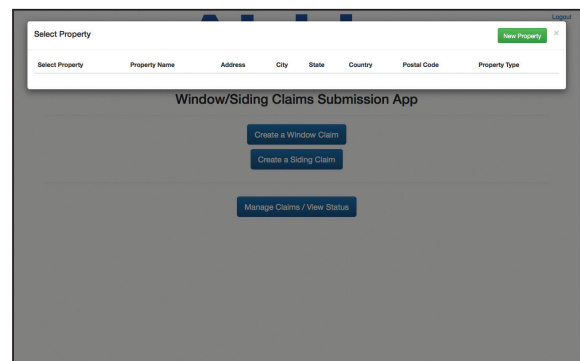 Logout
Select Property
New Property ×
Select Property Property Name Address City State Country Postal Code Property Type
Window/Siding Claims Submission App
Create a Window Claim
Create a Siding Claim
Manage Claims / View Status